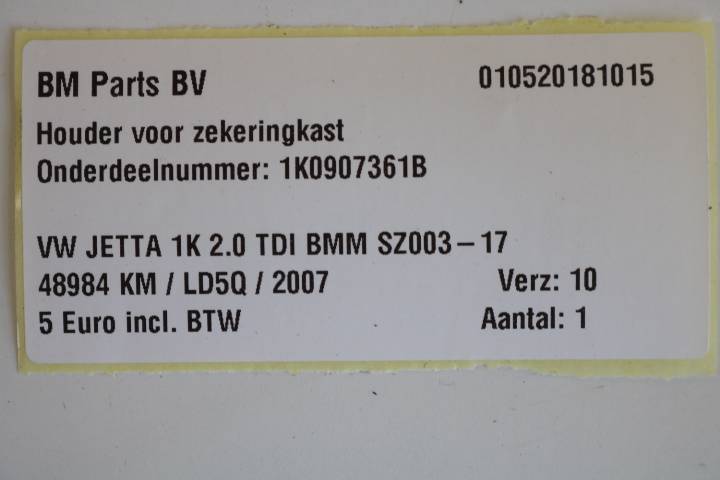 BM Parts BV 010520181015
Houder voor zekeringkast
Onderdeelnummer: 1K0907361B
VW JETTA 1K 2.0 TDI BMM SZ003-17
48984 KM / LD5Q / 2007 Verz: 10
5 Euro incl. BTW Aantal: 1